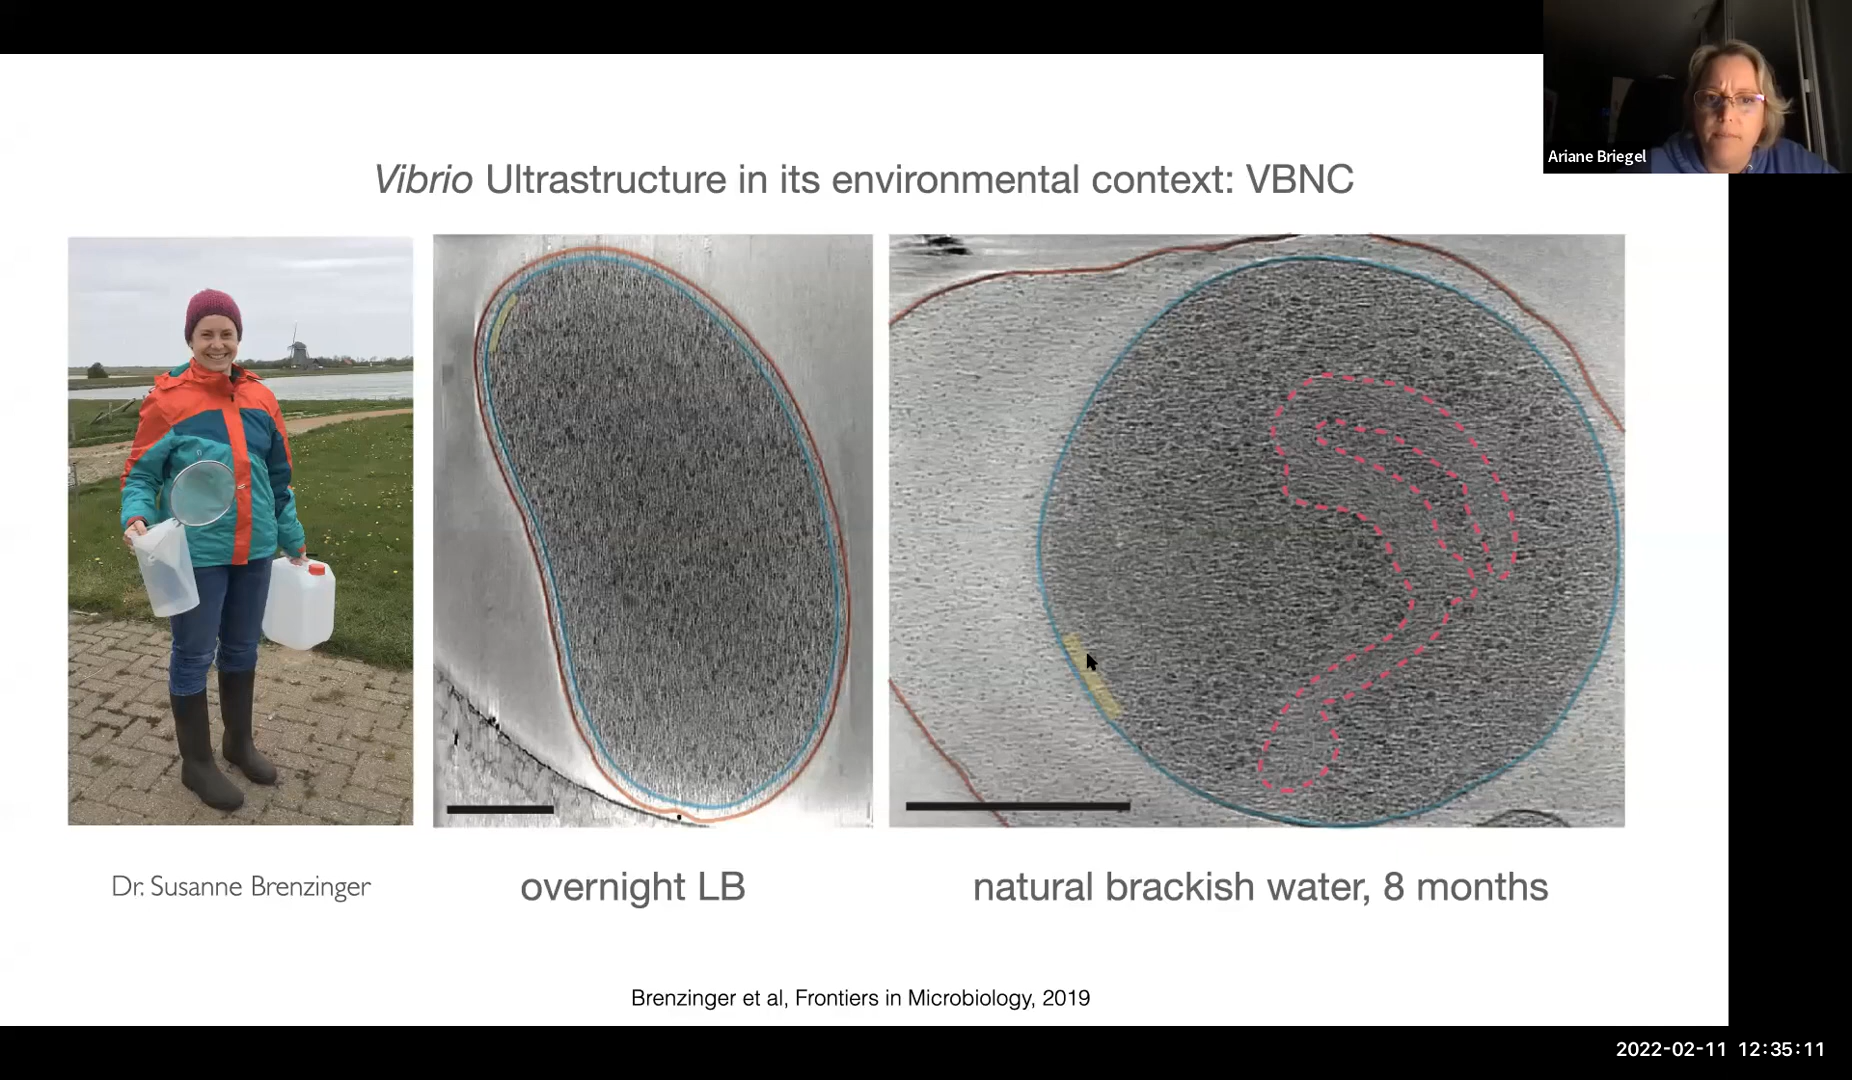 Ariane Briegel
Vibrio Ultrastructure in its environmental context: VBNC
Dr. Susanne Brenzinger
overnight LB
natural brackish water, 8 months
Brenzinger et al, Frontiers in Microbiology, 2019
2022-02-11 12:35:11